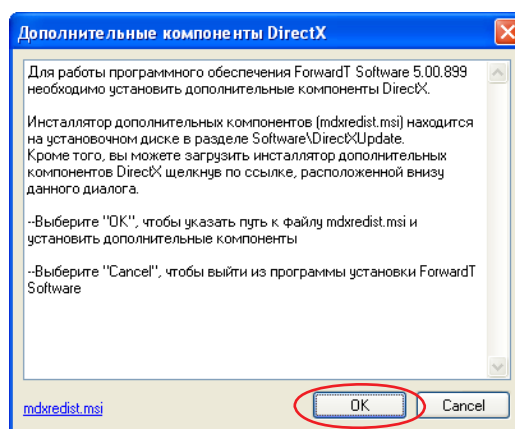 Дополнительные компоненты DirectX
Для работы программного обеспечения ForwardT Software 5.00.899
необходимо установить дополнительные компоненты DirectX.
Инсталлятор дополнительных компонентов (mdxredist.msi) находится
на установочном диске в разделе Software\DirectXUpdate.
Кроме того, вы можете загрузить инсталлятор дополнительных
компонентов DirectX щелкнув по ссылке, расположенной внизу
данного диалога.
--Выберите "OK", чтобы указать путь к файлу mdxredist.msi и
установить дополнительные компоненты
--Выберите "Cancel", чтобы выйти из программы установки ForwardT
Software
mdxredist.msi
OK
Cancel